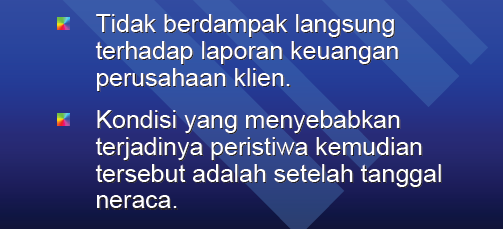 Tidak berdampak langsung
terhadap laporan keuangan
perusahaan klien.
Kondisi yang menyebabkan
terjadinya peristiwa kemudian
tersebut adalah setelah tanggal
neraca.